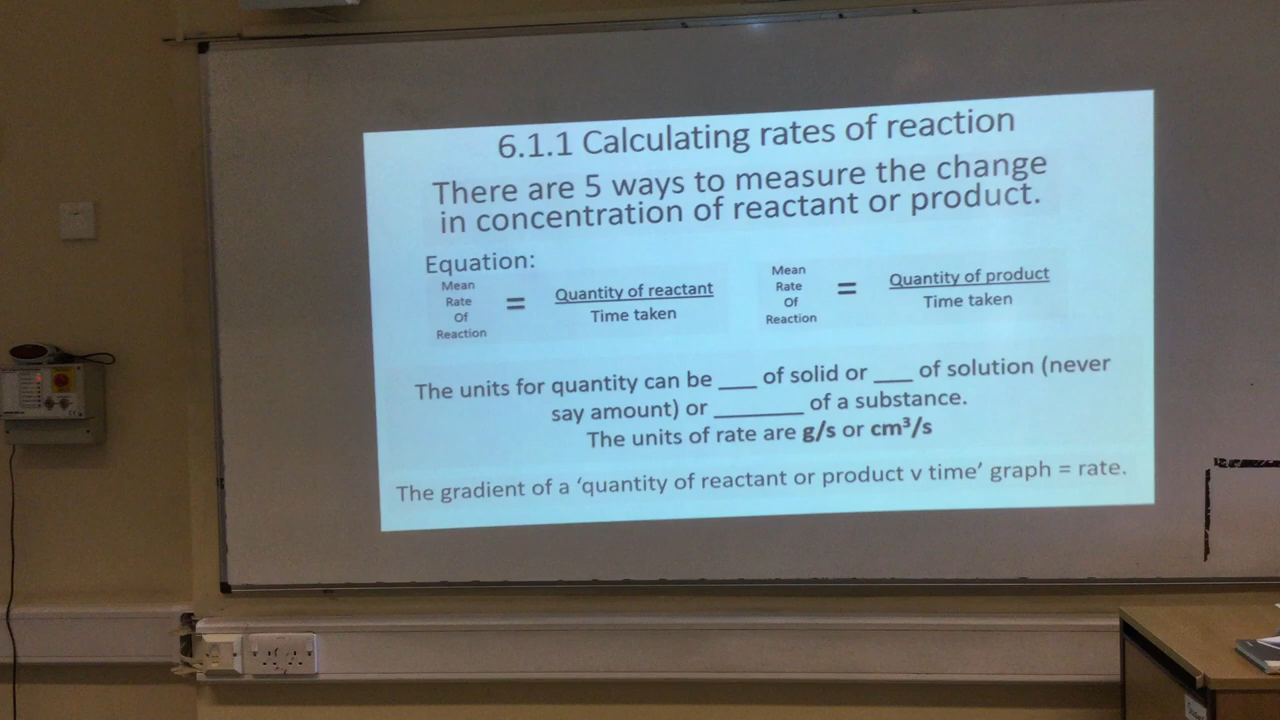 6.1.1 Calculating rates of reaction
There are 5 ways to measure the change
in concentration of reactant or product.
Equation:
Mean
Rate
Of
Reaction
=
Quantity of reactant
Time taken
Mean
Rate
Of
Reaction
=
Quantity of product
Time taken
The units for quantity can be ___ of solid or ___ of solution (never
say amount) or _______ of a substance.
The units of rate are g/s or cm³/s
The gradient of a ‘quantity of reactant or product v time’ graph = rate.